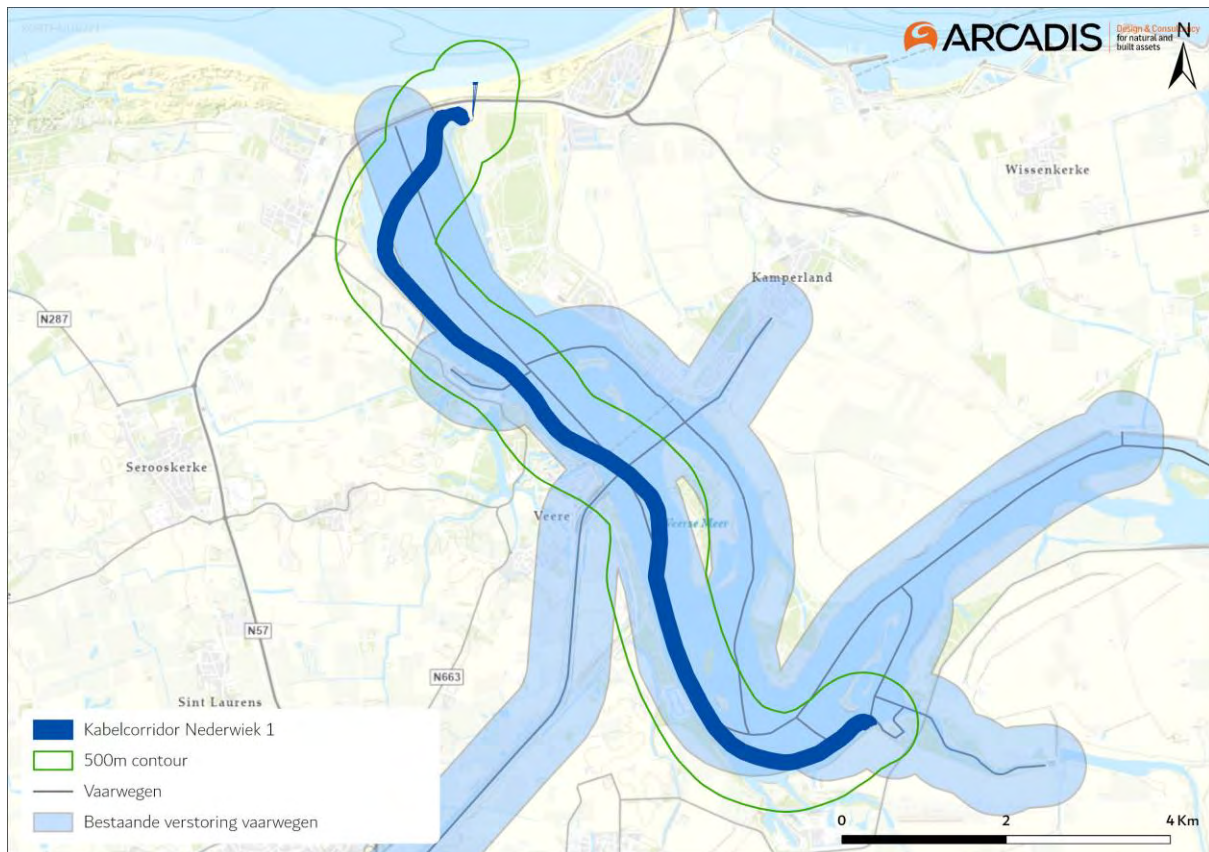 ARCADIS
Design & Consultancy
for natural and
built assets
N
Wissenkerke
Kamperland
N287
Serooskerke
Veere
Veerse Meer
N57
N663
Sint Laurens
Kabelcorridor Nederwiek 1
500m contour
Vaarwegen
Bestaande verstoring vaarwegen
0
2
4 Km